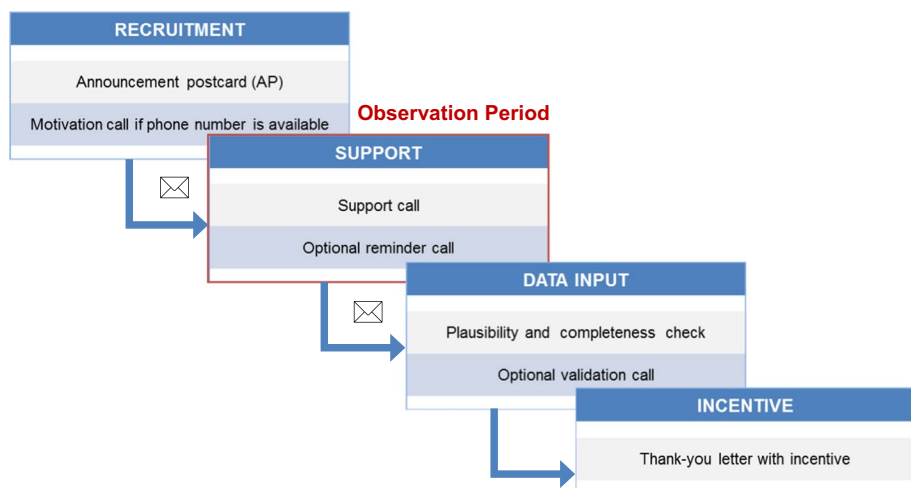 RECRUITMENT
Announcement postcard (AP)
Motivation call if phone number is available
Observation Period
SUPPORT
Support call
Optional reminder call
DATA INPUT
Plausibility and completeness check
Optional validation call
INCENTIVE
Thank-you letter with incentive